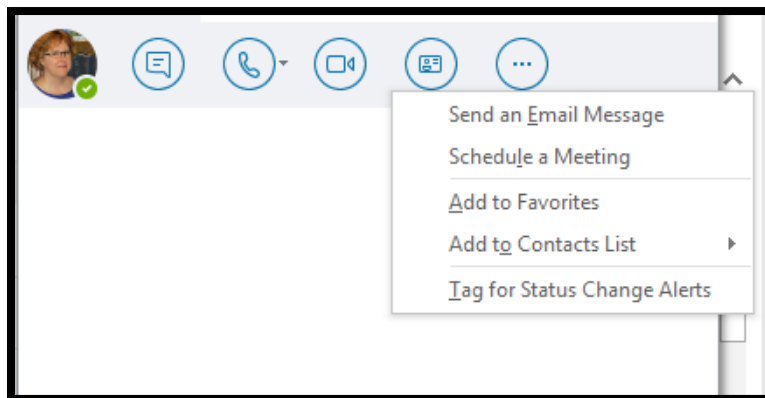 Send an Email Message
Schedule a Meeting
Add to Favorites
Add to Contacts List
Tag for Status Change Alerts